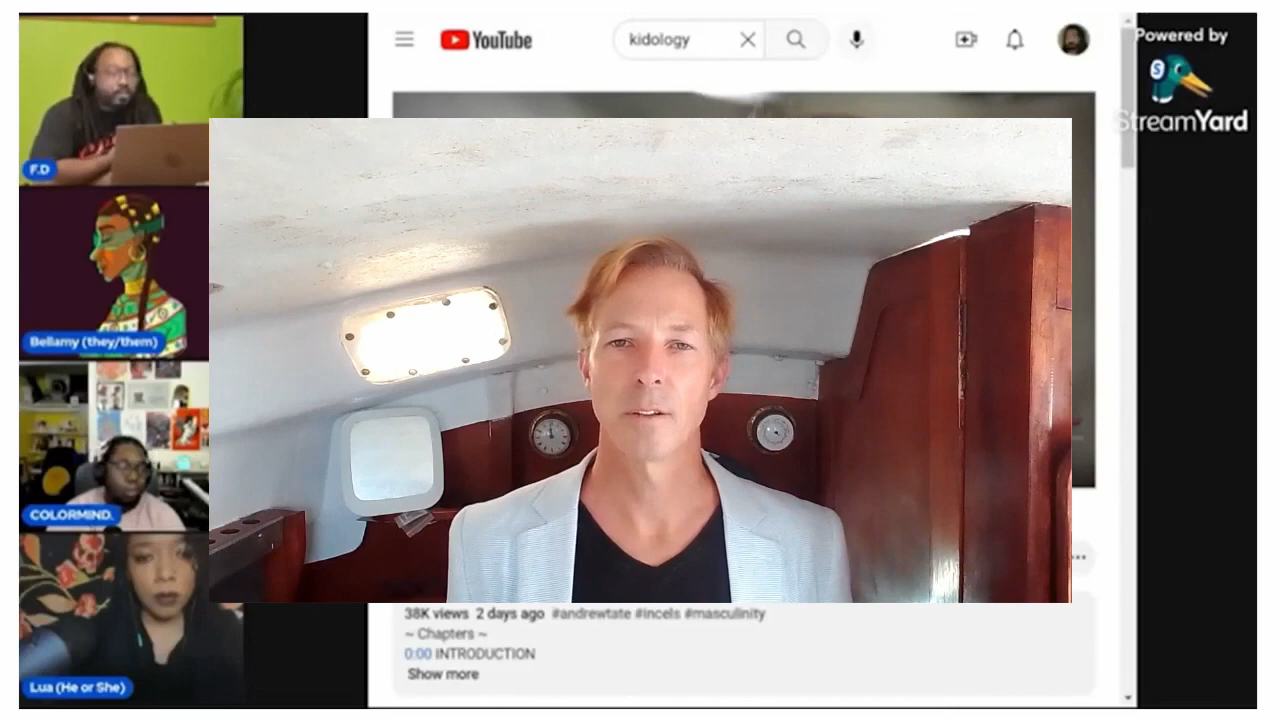 YouTube
kidology
Powered by
S
StreamYard
F.D
Bellamy (they/them)
COLORMIND.
Lua (He or She)
38K views 2 days ago #andrewtate #incels #masculinity
~ Chapters ~
0:00 INTRODUCTION
Show more